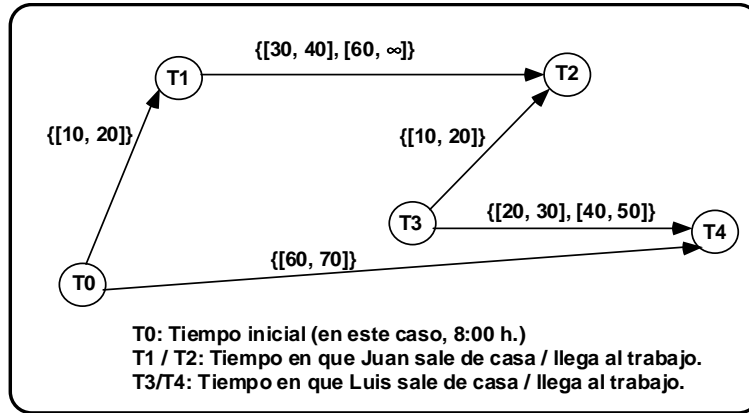 {[30, 40], [60, ∞]}
T1
T2
{[10, 20]}
{[10, 20]}
{[20, 30], [40, 50]}
T3
T4
{[60, 70]}
T0
T0: Tiempo inicial (en este caso, 8:00 h.)
T1 / T2: Tiempo en que Juan sale de casa / llega al trabajo.
T3/T4: Tiempo en que Luis sale de casa / llega al trabajo.